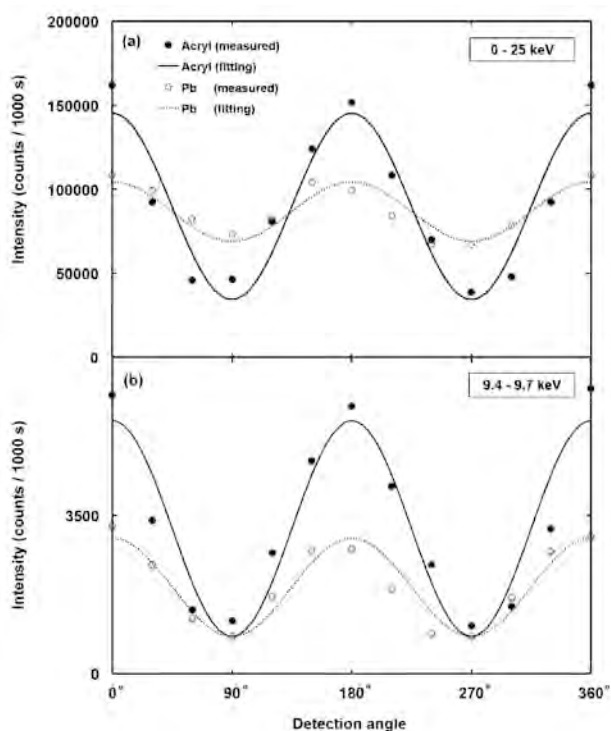 200000
(a)
Acryl (measured)
0 - 25 keV
Acryl (fitting)
Pb (measured)
150000
Pb (fitting)
100000
50000
0
Intensity (counts / 1000 s)
(b)
9.4 - 9.7 keV
3500
0
Intensity (counts / 1000 s)
0° 90° 180° 270° 360°
Detection angle